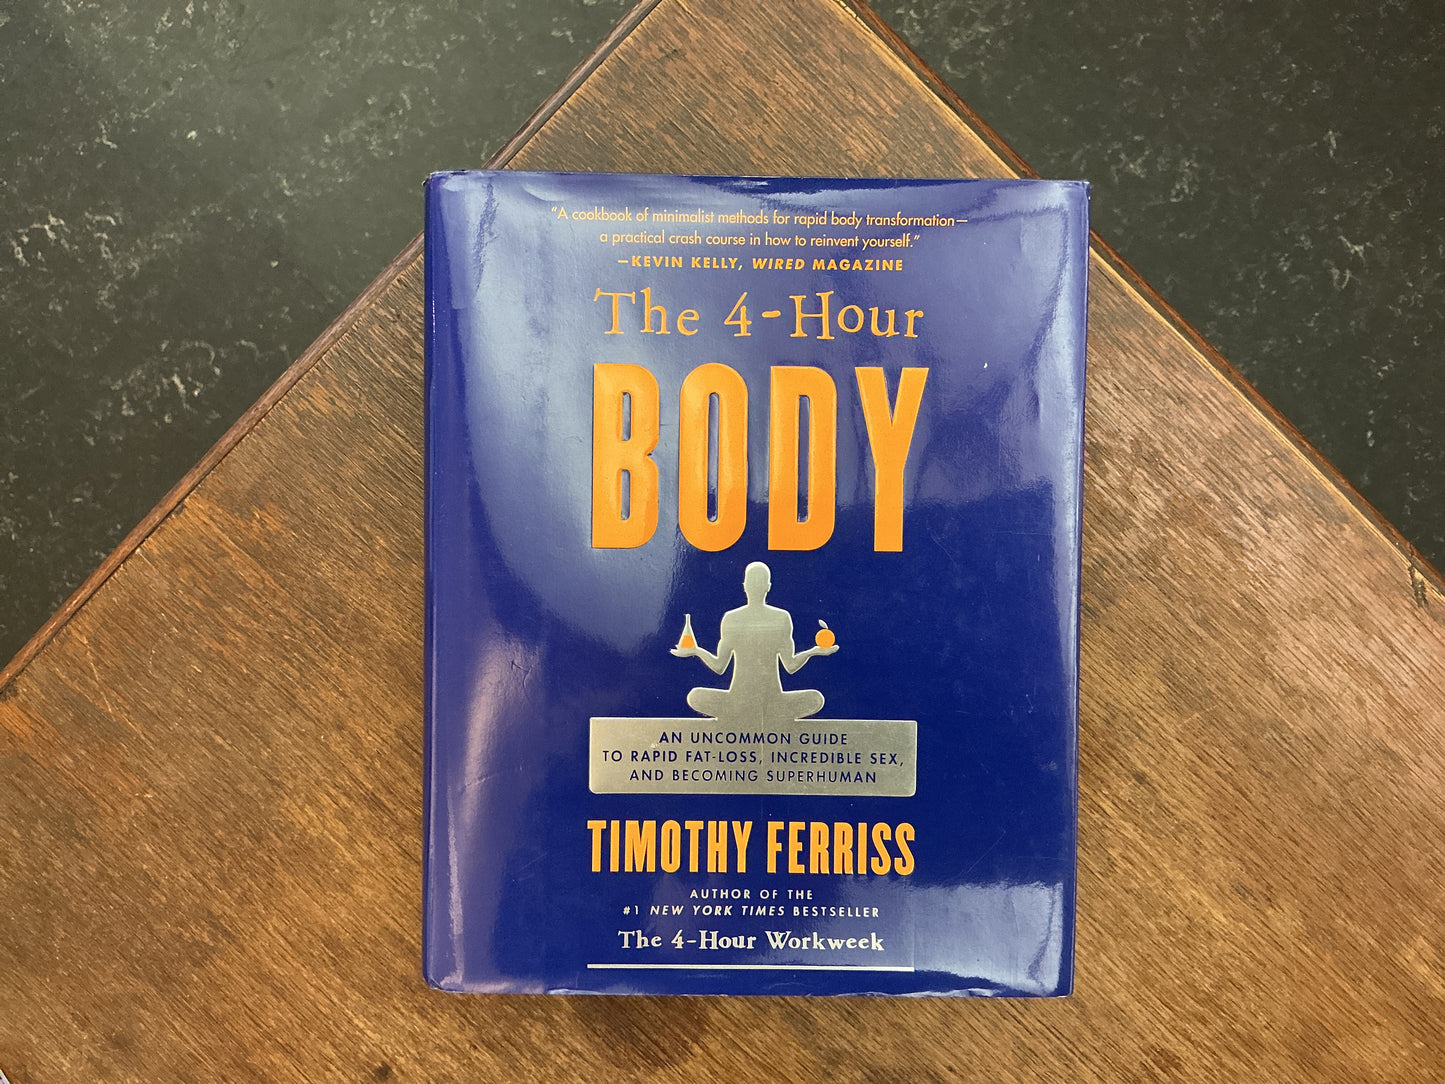 “A cookbook of minimalist methods for rapid body transformation—
a practical crash course in how to reinvent yourself.”
—KEVIN KELLY, WIRED MAGAZINE
The 4-Hour
BODY
AN UNCOMMON GUIDE
TO RAPID FAT-LOSS, INCREDIBLE SEX,
AND BECOMING SUPERHUMAN
TIMOTHY FERRISS
AUTHOR OF THE
#1 NEW YORK TIMES BESTSELLER
The 4-Hour Workweek